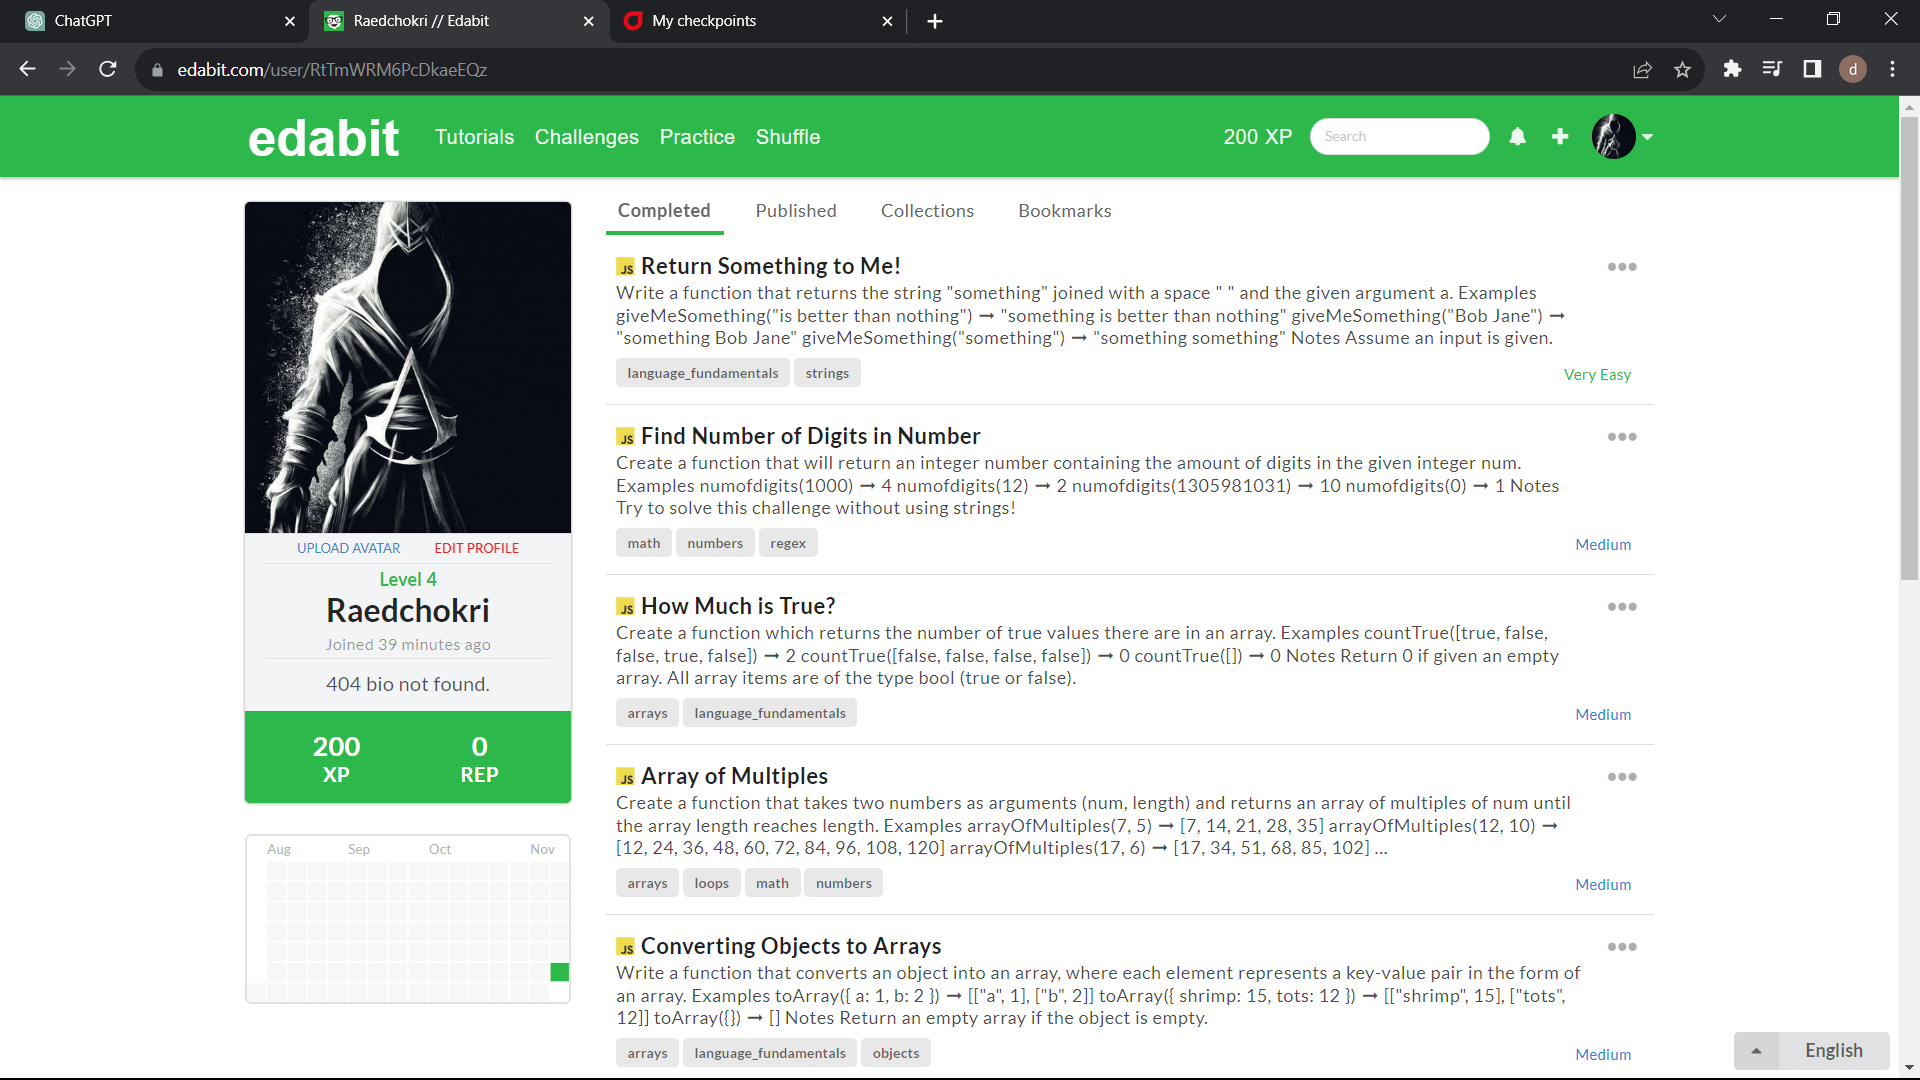 ChatGPT
Raedchokri // Edabit
My checkpoints
edabit.com/user/RtTmWRM6PcDkaeEQz
d
edabit
Tutorials Challenges Practice Shuffle
200 XP
Search
UPLOAD AVATAR EDIT PROFILE
Level 4
Raedchokri
Joined 39 minutes ago
404 bio not found.
200 0
XP REP
Aug Sep Oct Nov
Completed Published Collections Bookmarks
JS Return Something to Me!
Write a function that returns the string "something" joined with a space " " and the given argument a. Examples
giveMeSomething("is better than nothing") ➞ "something is better than nothing" giveMeSomething("Bob Jane") ➞
"something Bob Jane" giveMeSomething("something") ➞ "something something" Notes Assume an input is given.
language_fundamentals strings
Very Easy
JS Find Number of Digits in Number
Create a function that will return an integer number containing the amount of digits in the given integer num.
Examples numofdigits(1000) ➞ 4 numofdigits(12) ➞ 2 numofdigits(1305981031) ➞ 10 numofdigits(0) ➞ 1 Notes
Try to solve this challenge without using strings!
math numbers regex
Medium
JS How Much is True?
Create a function which returns the number of true values there are in an array. Examples countTrue([true, false,
false, true, false]) ➞ 2 countTrue([false, false, false, false]) ➞ 0 countTrue([]) ➞ 0 Notes Return 0 if given an empty
array. All array items are of the type bool (true or false).
arrays language_fundamentals
Medium
JS Array of Multiples
Create a function that takes two numbers as arguments (num, length) and returns an array of multiples of num until
the array length reaches length. Examples arrayOfMultiples(7, 5) ➞ [7, 14, 21, 28, 35] arrayOfMultiples(12, 10) ➞
[12, 24, 36, 48, 60, 72, 84, 96, 108, 120] arrayOfMultiples(17, 6) ➞ [17, 34, 51, 68, 85, 102] ...
arrays loops math numbers
Medium
JS Converting Objects to Arrays
Write a function that converts an object into an array, where each element represents a key-value pair in the form of
an array. Examples toArray({ a: 1, b: 2 }) ➞ [["a", 1], ["b", 2]] toArray({ shrimp: 15, tots: 12 }) ➞ [["shrimp", 15], ["tots",
12]] toArray({}) ➞ [] Notes Return an empty array if the object is empty.
arrays language_fundamentals objects
Medium
English